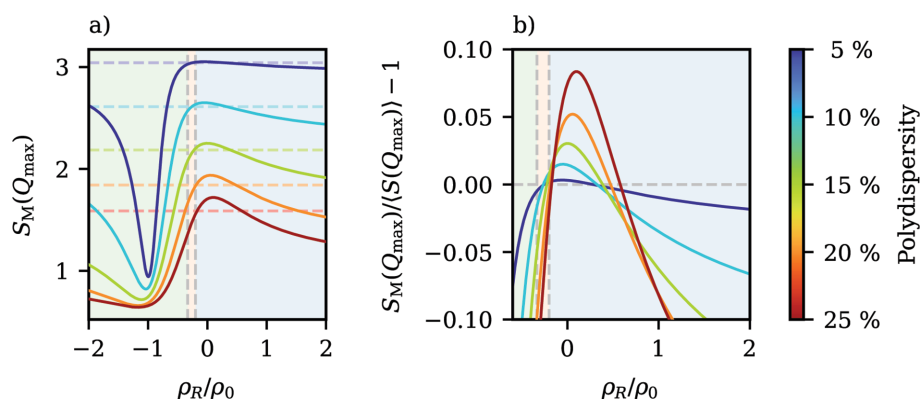 a)
S_M(Q_max)
3
2
1
−2 −1 0 1 2
ρ_R/ρ_0
b)
S_M(Q_max)/⟨S(Q_max)⟩ − 1
0.10
0.05
0.00
−0.05
−0.10
0 1 2
ρ_R/ρ_0
5 %
10 %
15 %
20 %
25 %
Polydispersity